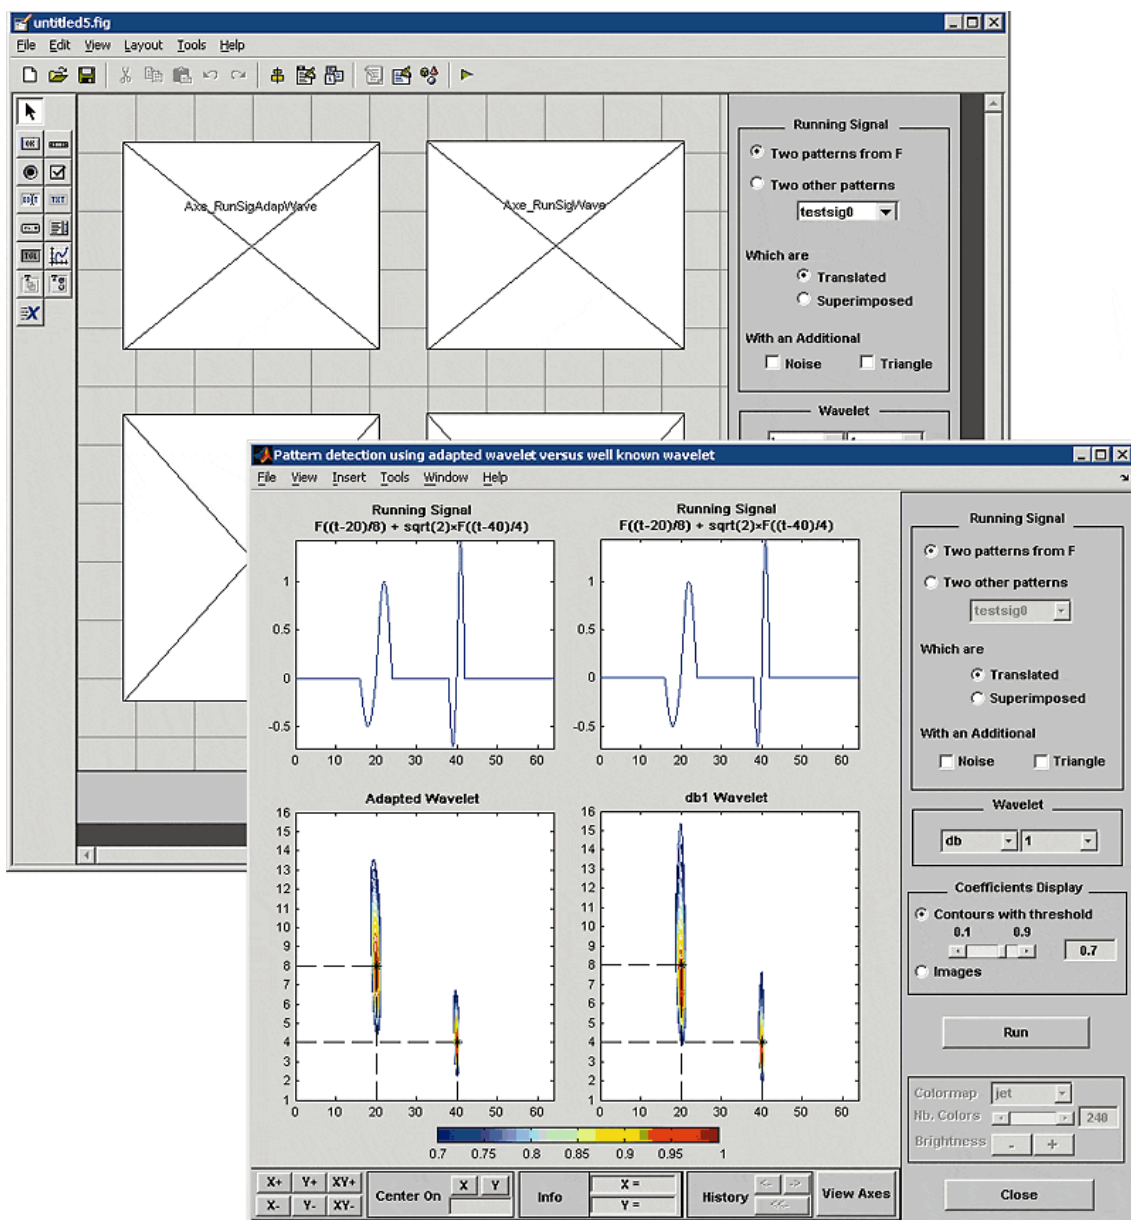 untitled5.fig
File Edit View Layout Tools Help
OK
EDIT TXT
TGL
Axe_RunSigAdapWave
Axe_RunSigWave
Running Signal
Two patterns from F
Two other patterns
testsig0
Which are
Translated
Superimposed
With an Additional
Noise Triangle
Wavelet
Pattern detection using adapted wavelet versus well known wavelet
File View Insert Tools Window Help
Running Signal
F((t-20)/8) + sqrt(2)×F((t-40)/4)
1
0.5
0
-0.5
0 10 20 30 40 50 60
Running Signal
F((t-20)/8) + sqrt(2)×F((t-40)/4)
1
0.5
0
-0.5
0 10 20 30 40 50 60
Adapted Wavelet
16
15
14
13
12
11
10
9
8
7
6
5
4
3
2
1
0 10 20 30 40 50 60
db1 Wavelet
16
15
14
13
12
11
10
9
8
7
6
5
4
3
2
1
0 10 20 30 40 50 60
0.7 0.75 0.8 0.85 0.9 0.95 1
Running Signal
Two patterns from F
Two other patterns
testsig0
Which are
Translated
Superimposed
With an Additional
Noise Triangle
Wavelet
db 1
Coefficients Display
Contours with threshold
0.1 0.9
0.7
Images
Run
Colormap jet
Nb. Colors 240
Brightness - +
Close
X+ Y+ XY+
X- Y- XY-
Center On X Y
Info X =
Y =
History <- ->
<<-
View Axes